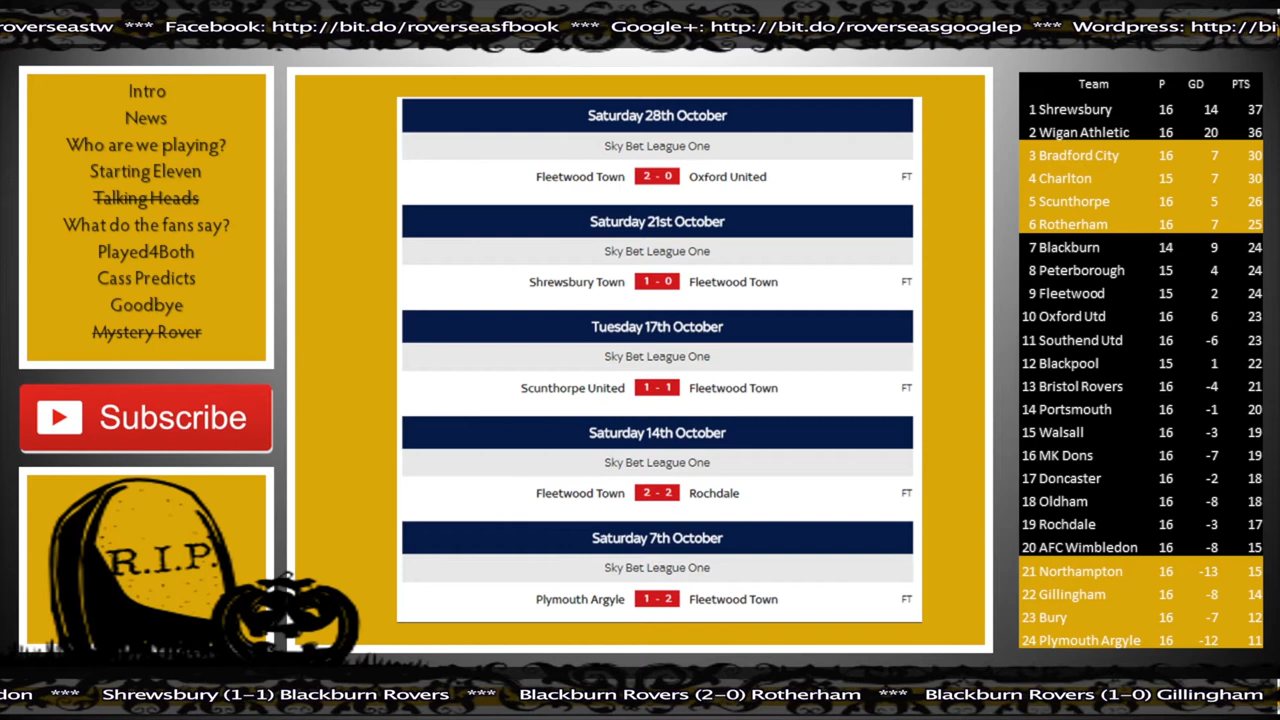 roverseastw *** Facebook: http://bit.do/roverseasfbook *** Google+: http://bit.do/roverseasgooglep *** Wordpress: http://bi
Intro
News
Who are we playing?
Starting Eleven
Talking Heads
What do the fans say?
Played4Both
Cass Predicts
Goodbye
Mystery Rover
Subscribe
R.I.P.
Saturday 28th October
Sky Bet League One
Fleetwood Town 2 - 0 Oxford United FT
Saturday 21st October
Sky Bet League One
Shrewsbury Town 1 - 0 Fleetwood Town FT
Tuesday 17th October
Sky Bet League One
Scunthorpe United 1 - 1 Fleetwood Town FT
Saturday 14th October
Sky Bet League One
Fleetwood Town 2 - 2 Rochdale FT
Saturday 7th October
Sky Bet League One
Plymouth Argyle 1 - 2 Fleetwood Town FT
Team P GD PTS
1 Shrewsbury 16 14 37
2 Wigan Athletic 16 20 36
3 Bradford City 16 7 30
4 Charlton 15 7 30
5 Scunthorpe 16 5 26
6 Rotherham 16 7 25
7 Blackburn 14 9 24
8 Peterborough 15 4 24
9 Fleetwood 15 2 24
10 Oxford Utd 16 6 23
11 Southend Utd 16 -6 23
12 Blackpool 15 1 22
13 Bristol Rovers 16 -4 21
14 Portsmouth 16 -1 20
15 Walsall 16 -3 19
16 MK Dons 16 -7 19
17 Doncaster 16 -2 18
18 Oldham 16 -8 18
19 Rochdale 16 -3 17
20 AFC Wimbledon 16 -8 15
21 Northampton 16 -13 15
22 Gillingham 16 -8 14
23 Bury 16 -7 12
24 Plymouth Argyle 16 -12 11
don *** Shrewsbury (1-1) Blackburn Rovers *** Blackburn Rovers (2-0) Rotherham *** Blackburn Rovers (1-0) Gillingham